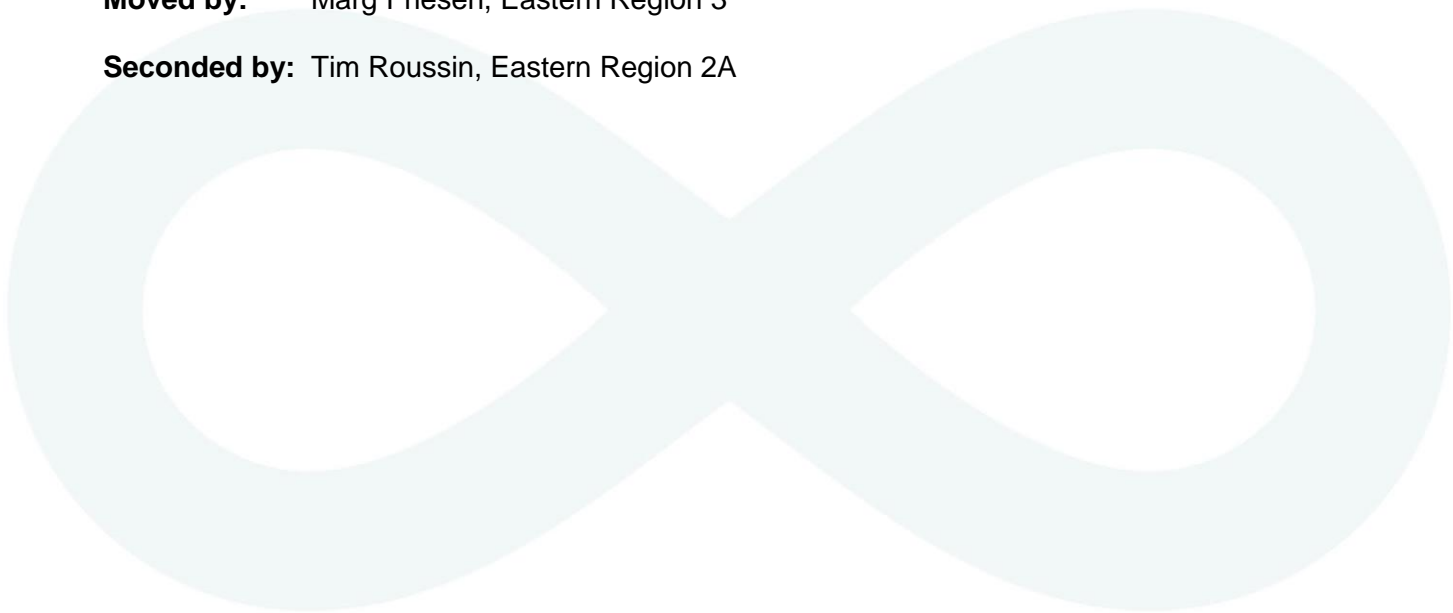 Moved by: Marg Friesen, Eastern Region 3
Seconded by: Tim Roussin, Eastern Region 2A